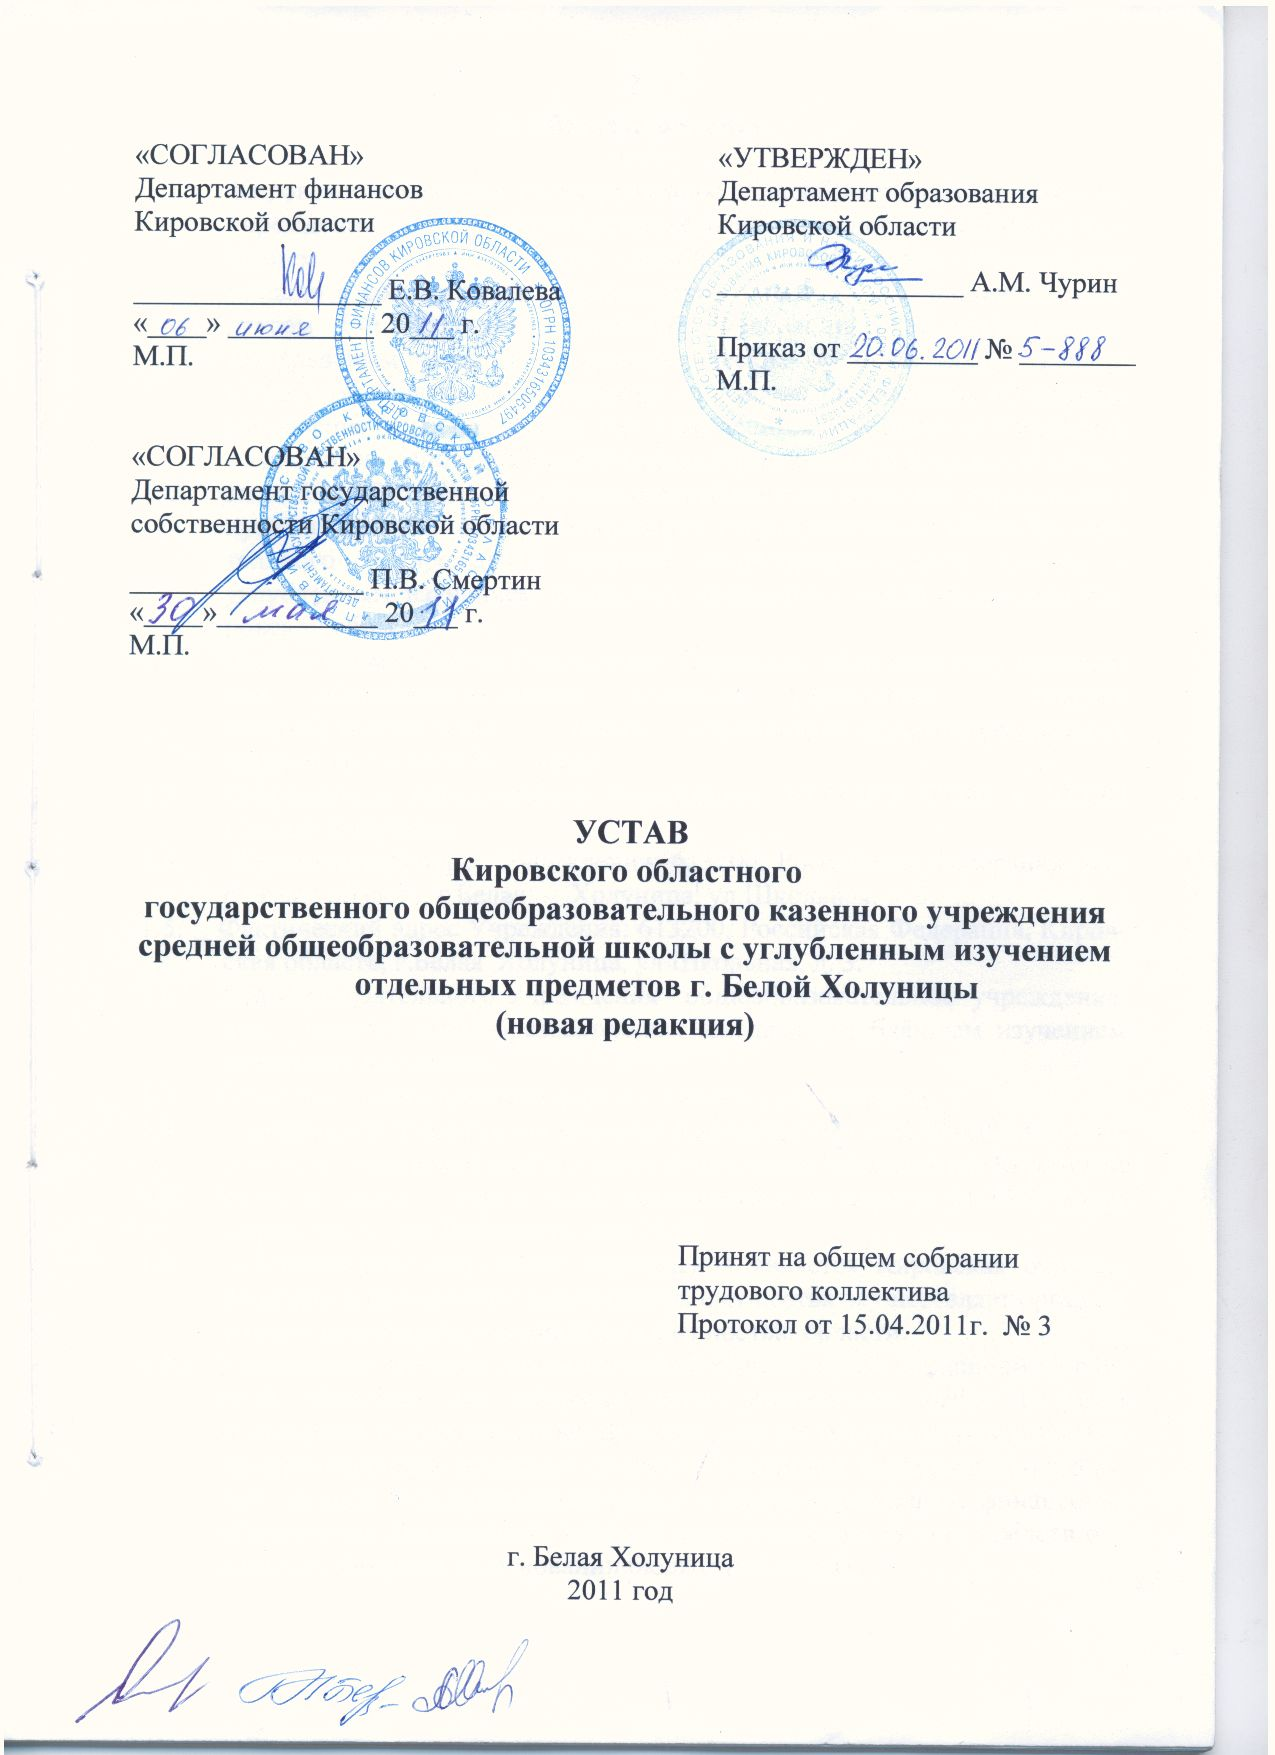 «СОГЛАСОВАН»
Департамент финансов
Кировской области
Е.В. Ковалева
«06» июня 2011 г.
М.П.
«УТВЕРЖДЕН»
Департамент образования
Кировской области
А.М. Чурин
Приказ от 20.06.2011 № 5-888
М.П.
«СОГЛАСОВАН»
Департамент государственной
собственности Кировской области
П.В. Смертин
«30» мая 2011 г.
М.П.
УСТАВ
Кировского областного
государственного общеобразовательного казенного учреждения
средней общеобразовательной школы с углубленным изучением
отдельных предметов г. Белой Холуницы
(новая редакция)
Принят на общем собрании
трудового коллектива
Протокол от 15.04.2011г. № 3
г. Белая Холуница
2011 год